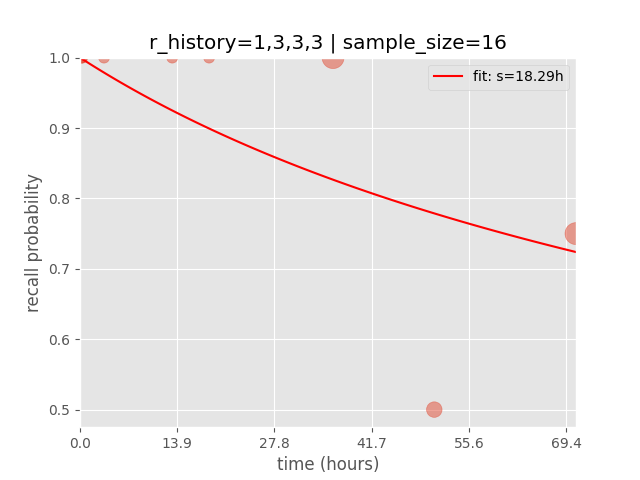 r_history=1,3,3,3 | sample_size=16
fit: s=18.29h
recall probability
1.0
0.9
0.8
0.7
0.6
0.5
0.0 13.9 27.8 41.7 55.6 69.4
time (hours)